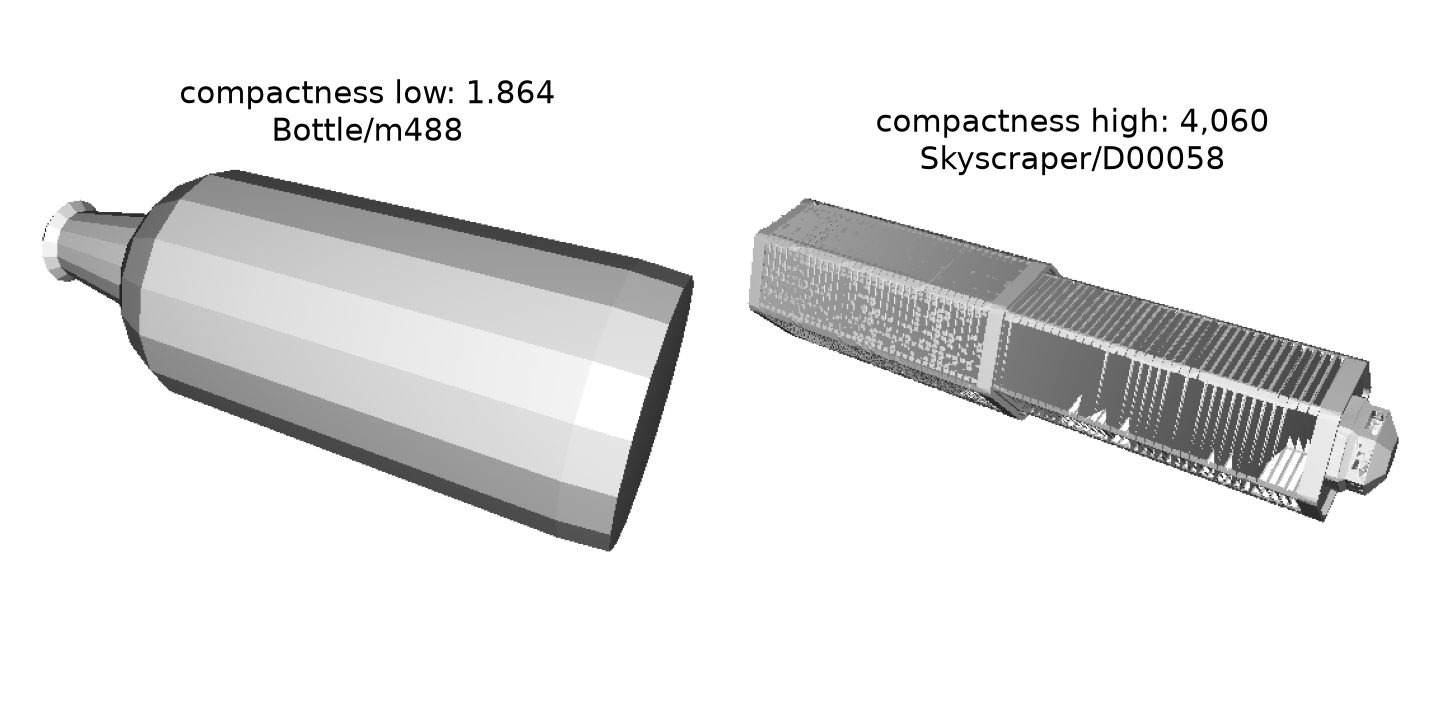 compactness low: 1.864
Bottle/m488
compactness high: 4,060
Skyscraper/D00058